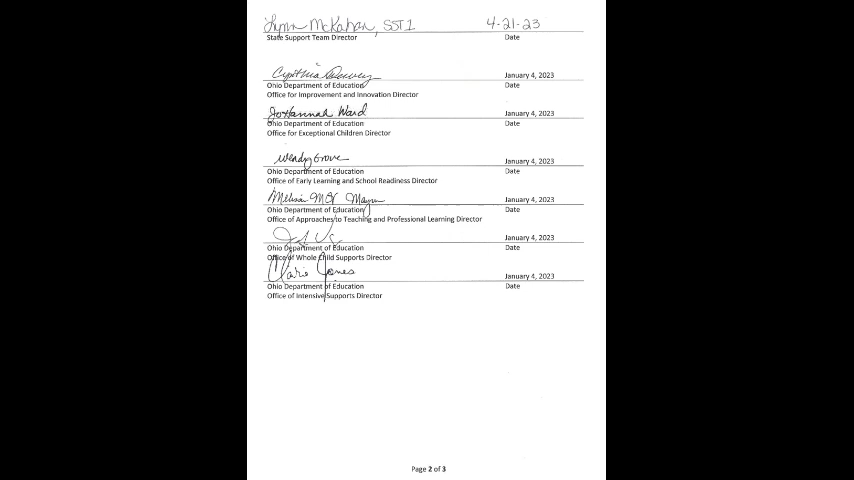 Lynn McKahan, SST1 4-21-23
State Support Team Director Date
Cynthia January 4, 2023
Ohio Department of Education Date
Office for Improvement and Innovation Director
JoHannah Ward January 4, 2023
Ohio Department of Education Date
Office for Exceptional Children Director
Wendy Grove January 4, 2023
Ohio Department of Education Date
Office of Early Learning and School Readiness Director
Melissa January 4, 2023
Ohio Department of Education Date
Office of Approaches to Teaching and Professional Learning Director
January 4, 2023
Ohio Department of Education Date
Office of Whole Child Supports Director
Jones January 4, 2023
Ohio Department of Education Date
Office of Intensive Supports Director
Page 2 of 3